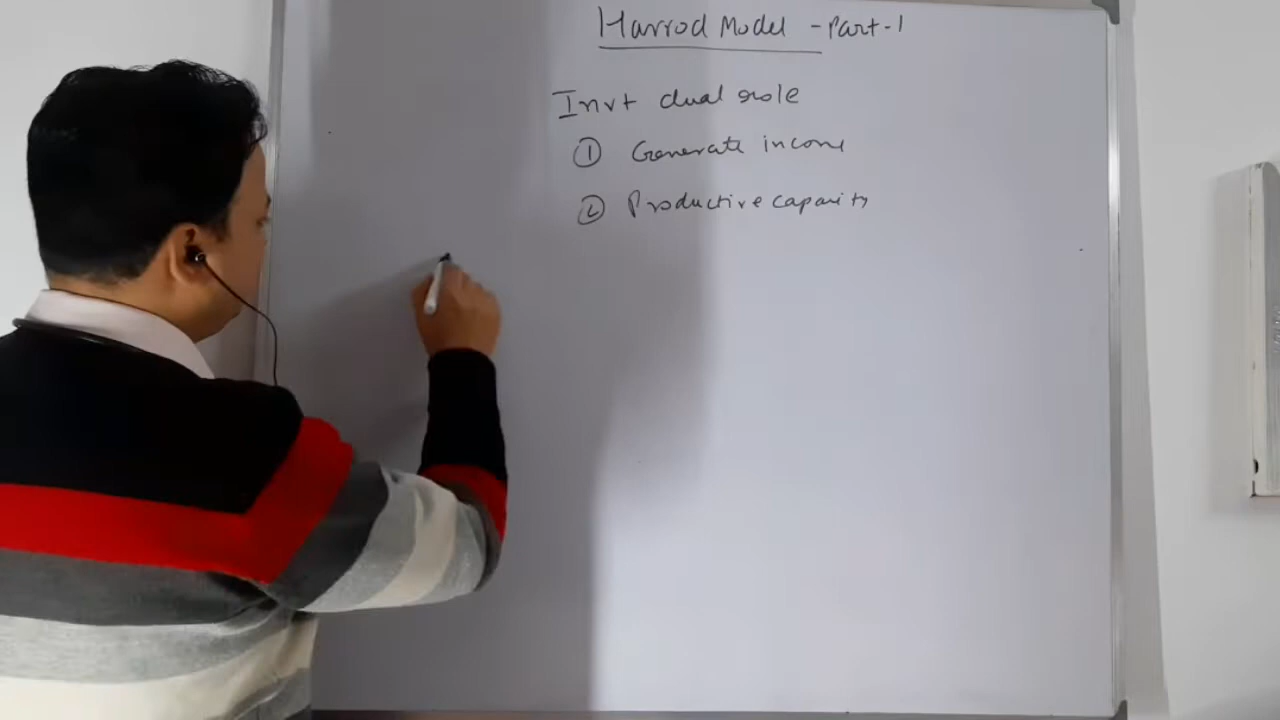 Harrod Model - Part-1
Invt dual role
① Generate income
② Productive capacity